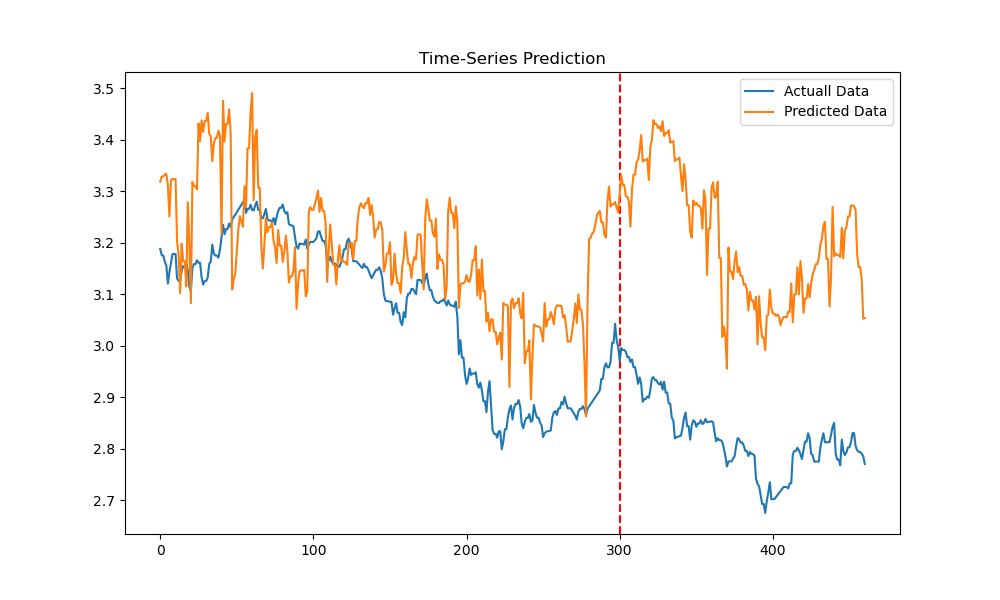 Time-Series Prediction
Actuall Data
Predicted Data
3.5
3.4
3.3
3.2
3.1
3.0
2.9
2.8
2.7
0 100 200 300 400